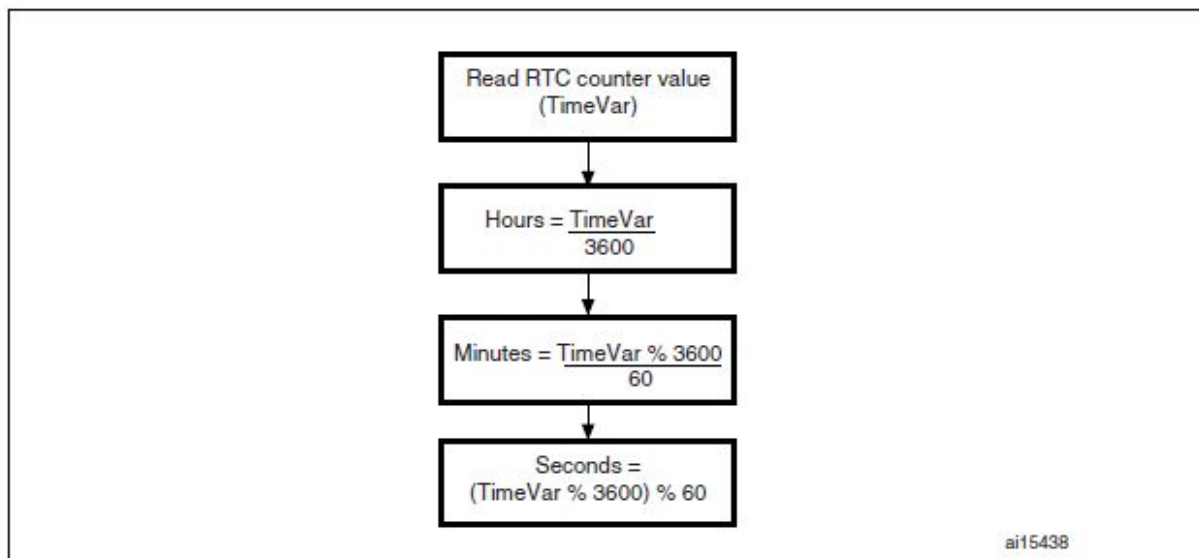 Read RTC counter value
(TimeVar)
Hours = TimeVar
3600
Minutes = TimeVar % 3600
60
Seconds =
(TimeVar % 3600) % 60
ai15438